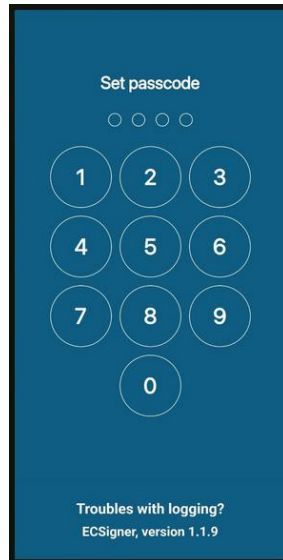 Set passcode
1 2 3
4 5 6
7 8 9
0
Troubles with logging?
ECSigner, version 1.1.9